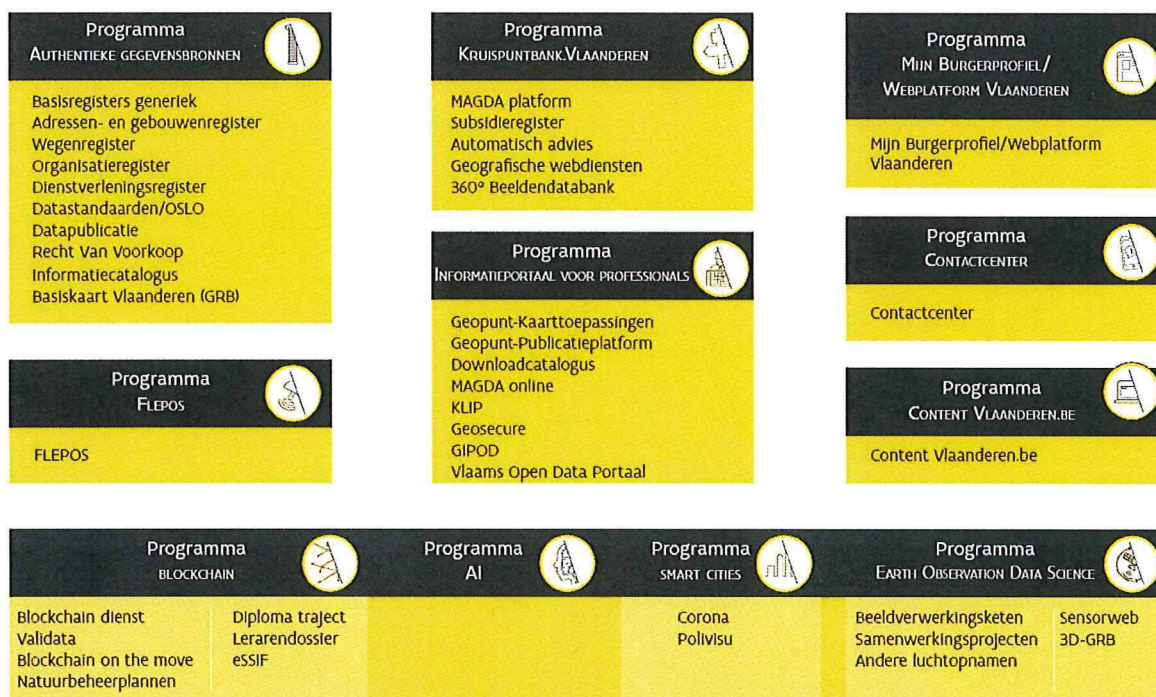 Programma
AUTHENTIEKE GEGEVENSBRONNEN
Basisregisters generiek
Adressen- en gebouwenregister
Wegenregister
Organisatieregister
Dienstverleningsregister
Datastandaarden/OSLO
Datapublicatie
Recht Van Voorkoop
Informatiecatalogus
Basiskaart Vlaanderen (GRB)
Programma
FLEPOS
FLEPOS
Programma
KRUISPUNTBANK.VLAANDEREN
MAGDA platform
Subsidieregister
Automatisch advies
Geografische webdiensten
360° Beeldendatabank
Programma
INFORMATIEPORTAAL VOOR PROFESSIONALS
Geopunt-Kaarttoepassingen
Geopunt-Publicatieplatform
Downloadcatalogus
MAGDA online
KLIP
Geosecure
GIPOD
Vlaams Open Data Portaal
Programma
MIJN BURGERPROFIEL/
WEBPLATFORM VLAANDEREN
Mijn Burgerprofiel/Webplatform
Vlaanderen
Programma
CONTACTCENTER
Contactcenter
Programma
CONTENT VLAANDEREN.BE
Content Vlaanderen.be
Programma
BLOCKCHAIN
Blockchain dienst
Validata
Blockchain on the move
Natuurbeheerplannen
Diploma traject
Lerarendossier
eSSIF
Programma
AI
Programma
SMART CITIES
Corona
Polivisu
Programma
EARTH OBSERVATION DATA SCIENCE
Beeldverwerkingsketen
Samenwerkingsprojecten
Andere luchtopnamen
Sensorweb
3D-GRB